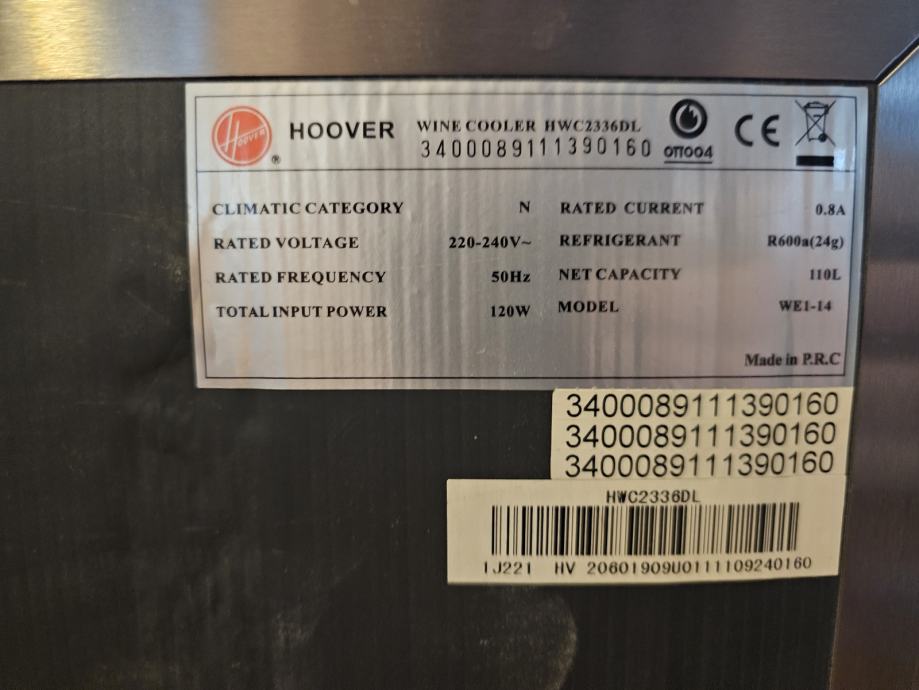 HOOVER
HOOVER
®
WINE COOLER HWC2336DL
3400089111390160
ОТП004
CE
CLIMATIC CATEGORY N
RATED VOLTAGE 220-240V~
RATED FREQUENCY 50Hz
TOTAL INPUT POWER 120W
RATED CURRENT 0.8A
REFRIGERANT R600a(24g)
NET CAPACITY 110L
MODEL WE1-14
Made in P.R.C
3400089111390160
3400089111390160
3400089111390160
HWC2336DL
1J221 HV 20601909U0111109240160